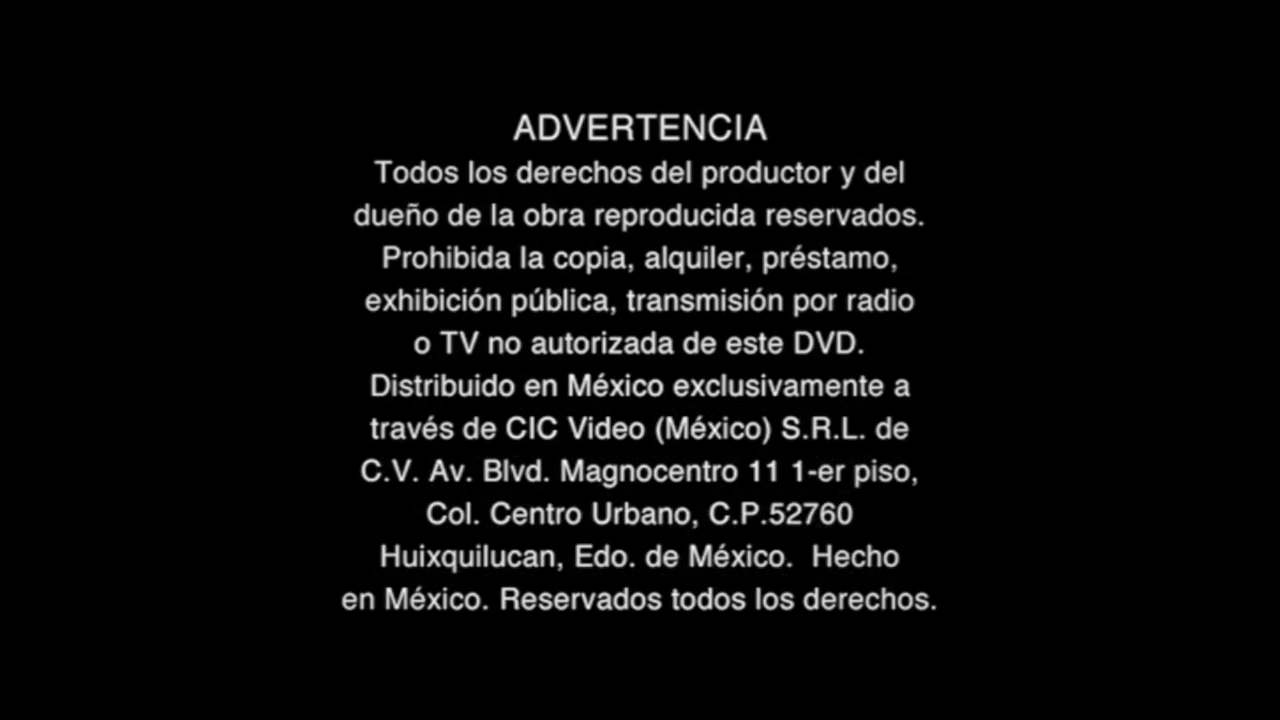 ADVERTENCIA
Todos los derechos del productor y del
dueño de la obra reproducida reservados.
Prohibida la copia, alquiler, préstamo,
exhibición pública, transmisión por radio
o TV no autorizada de este DVD.
Distribuido en México exclusivamente a
través de CIC Video (México) S.R.L. de
C.V. Av. Blvd. Magnocentro 11 1-er piso,
Col. Centro Urbano, C.P.52760
Huixquilucan, Edo. de México.  Hecho
en México. Reservados todos los derechos.